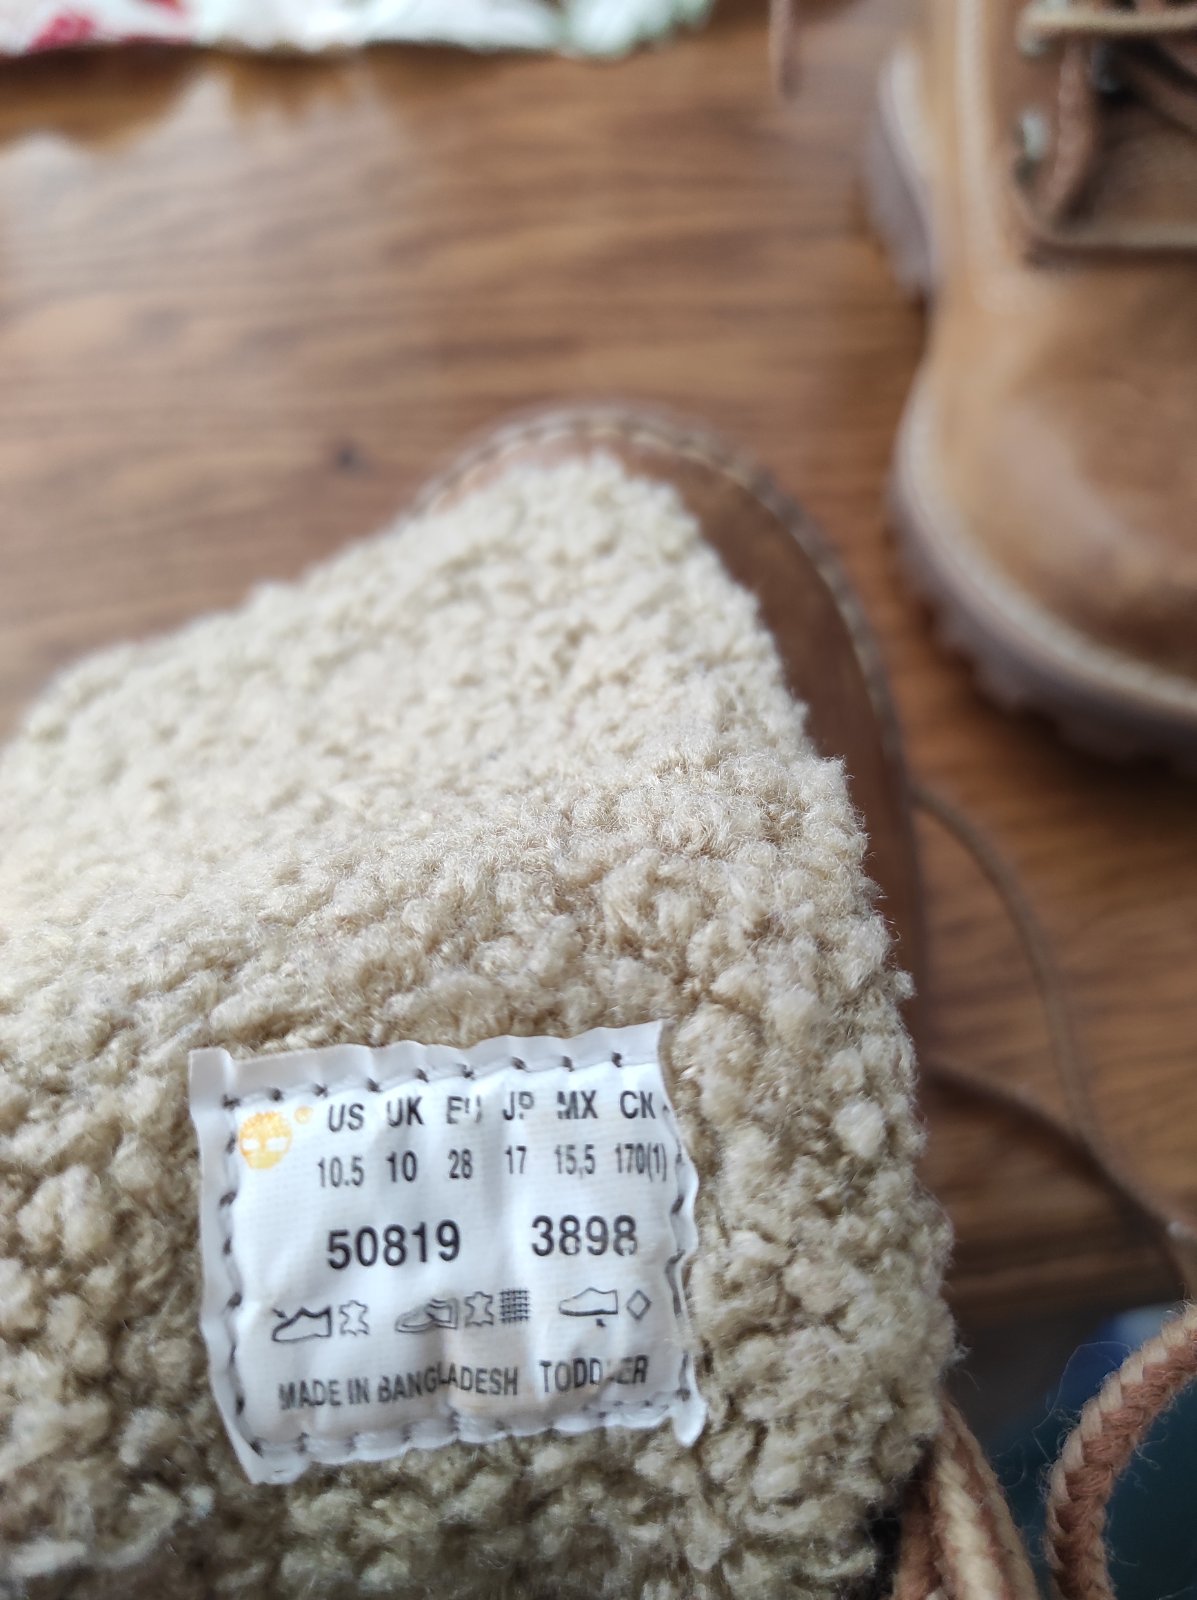 ® US UK EU JP MX CN
10.5 10 28 17 15,5 170(1)
50819 3898
MADE IN BANGLADESH TODDLER